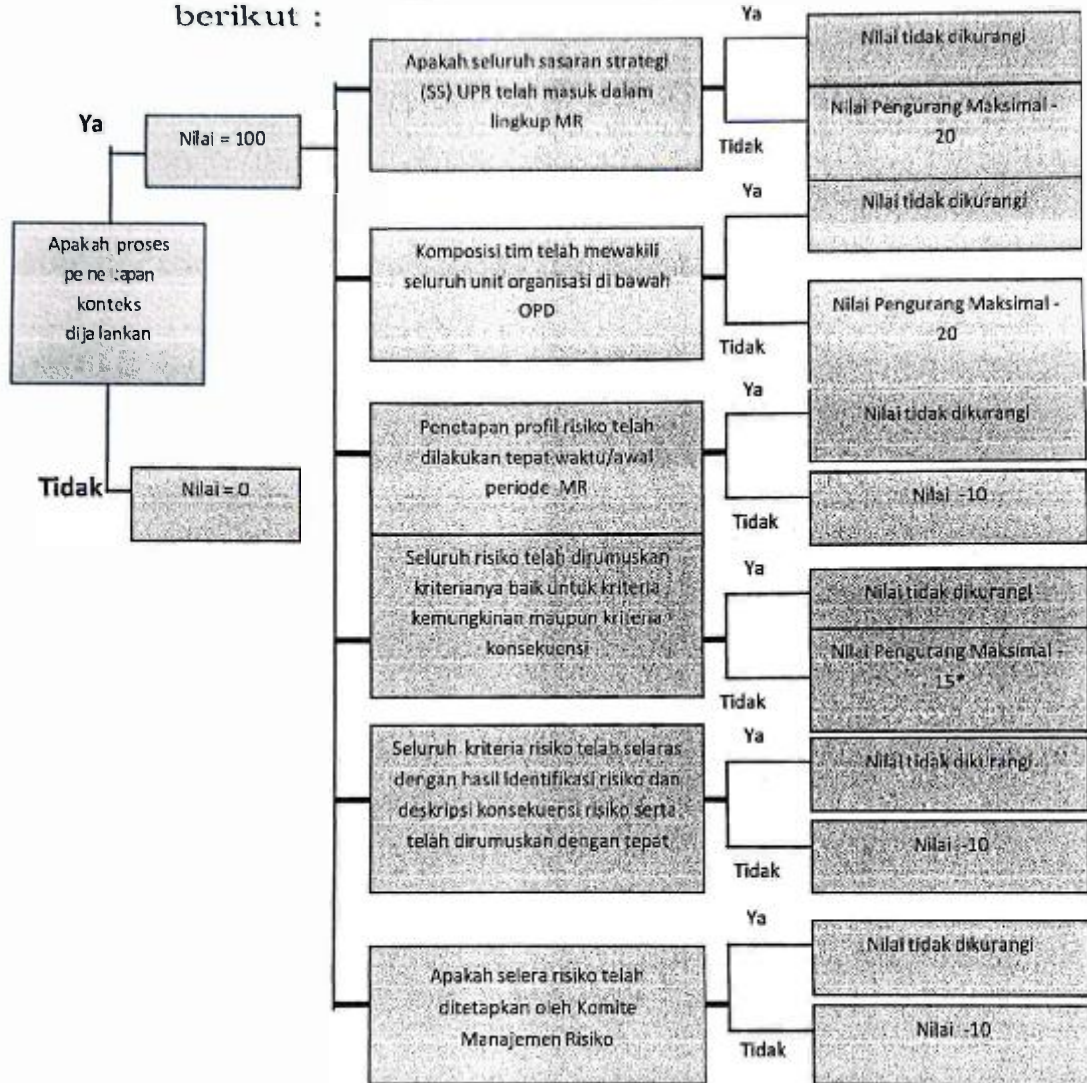 berikut :
Ya
Nilai = 100
Apakah proses
pene tapan
konteks
dijalankan
Tidak
Nilai = 0
Apakah seluruh sasaran strategi
(SS) UPR telah masuk dalam
lingkup MR
Ya
Nilai tidak dikurangi
Tidak
Nilai Pengurang Maksimal -
20
Komposisi tim telah mewakili
seluruh unit organisasi di bawah
OPD
Ya
Nilai tidak dikurangi
Tidak
Nilai Pengurang Maksimal -
20
Penetapan profil risiko telah
dilakukan tepat waktu/awal
periode MR
Ya
Nilai tidak dikurangi
Tidak
Nilai -10
Seluruh risiko telah dirumuskan
kriterianya baik untuk kriteria
kemungkinan maupun kriteria
konsekuensi
Ya
Nilai tidak dikurangi
Tidak
Nilai Pengurang Maksimal -
15*
Seluruh kriteria risiko telah selaras
dengan hasil identifikasi risiko dan
deskripsi konsekuensi risiko serta
telah dirumuskan dengan tepat
Ya
Nilai tidak dikurangi
Tidak
Nilai -10
Apakah selera risiko telah
ditetapkan oleh Komite
Manajemen Risiko
Ya
Nilai tidak dikurangi
Tidak
Nilai -10